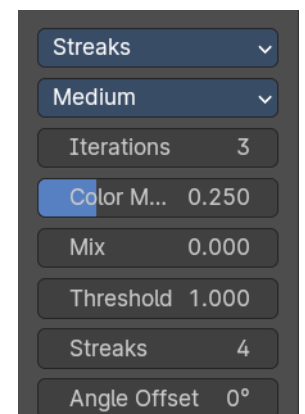 Streaks
Medium
Iterations 3
Color M... 0.250
Mix 0.000
Threshold 1.000
Streaks 4
Angle Offset 0°